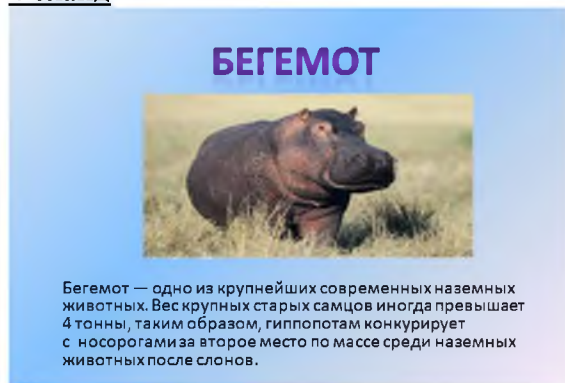 БЕГЕМОТ
Бегемот — одно из крупнейших современных наземных
животных. Вес крупных старых самцов иногда превышает
4 тонны, таким образом, гиппопотам конкурирует
с носорогами за второе место по массе среди наземных
животных после слонов.